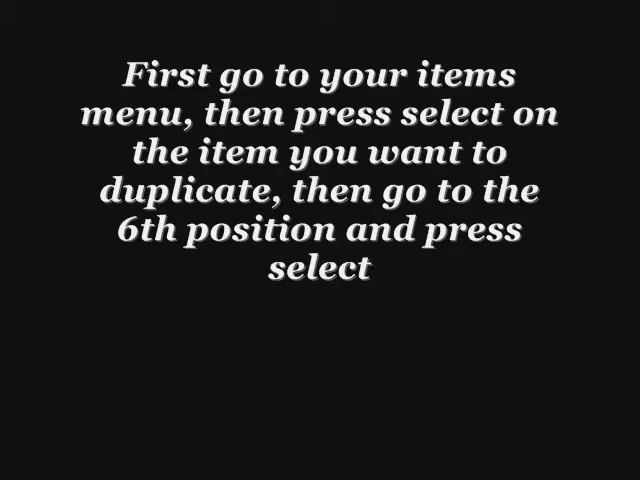 First go to your items
menu, then press select on
the item you want to
duplicate, then go to the
6th position and press
select